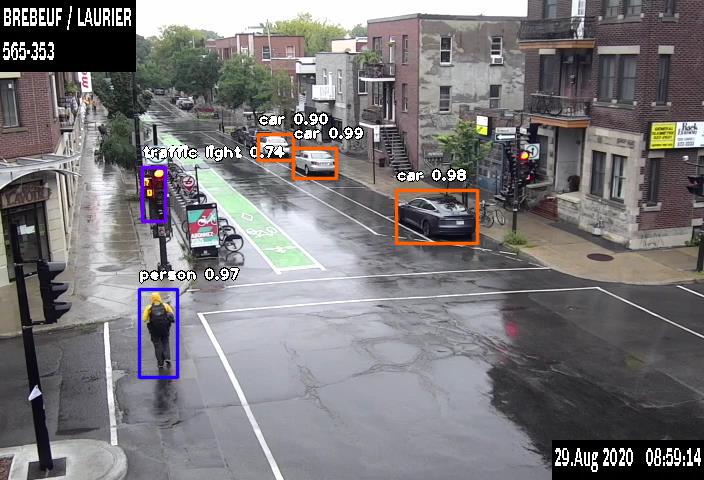 BREBEUF / LAURIER
565-353
car 0.90
car 0.99
traffic light 0.74
car 0.98
person 0.97
29.Aug 2020 08:59:14